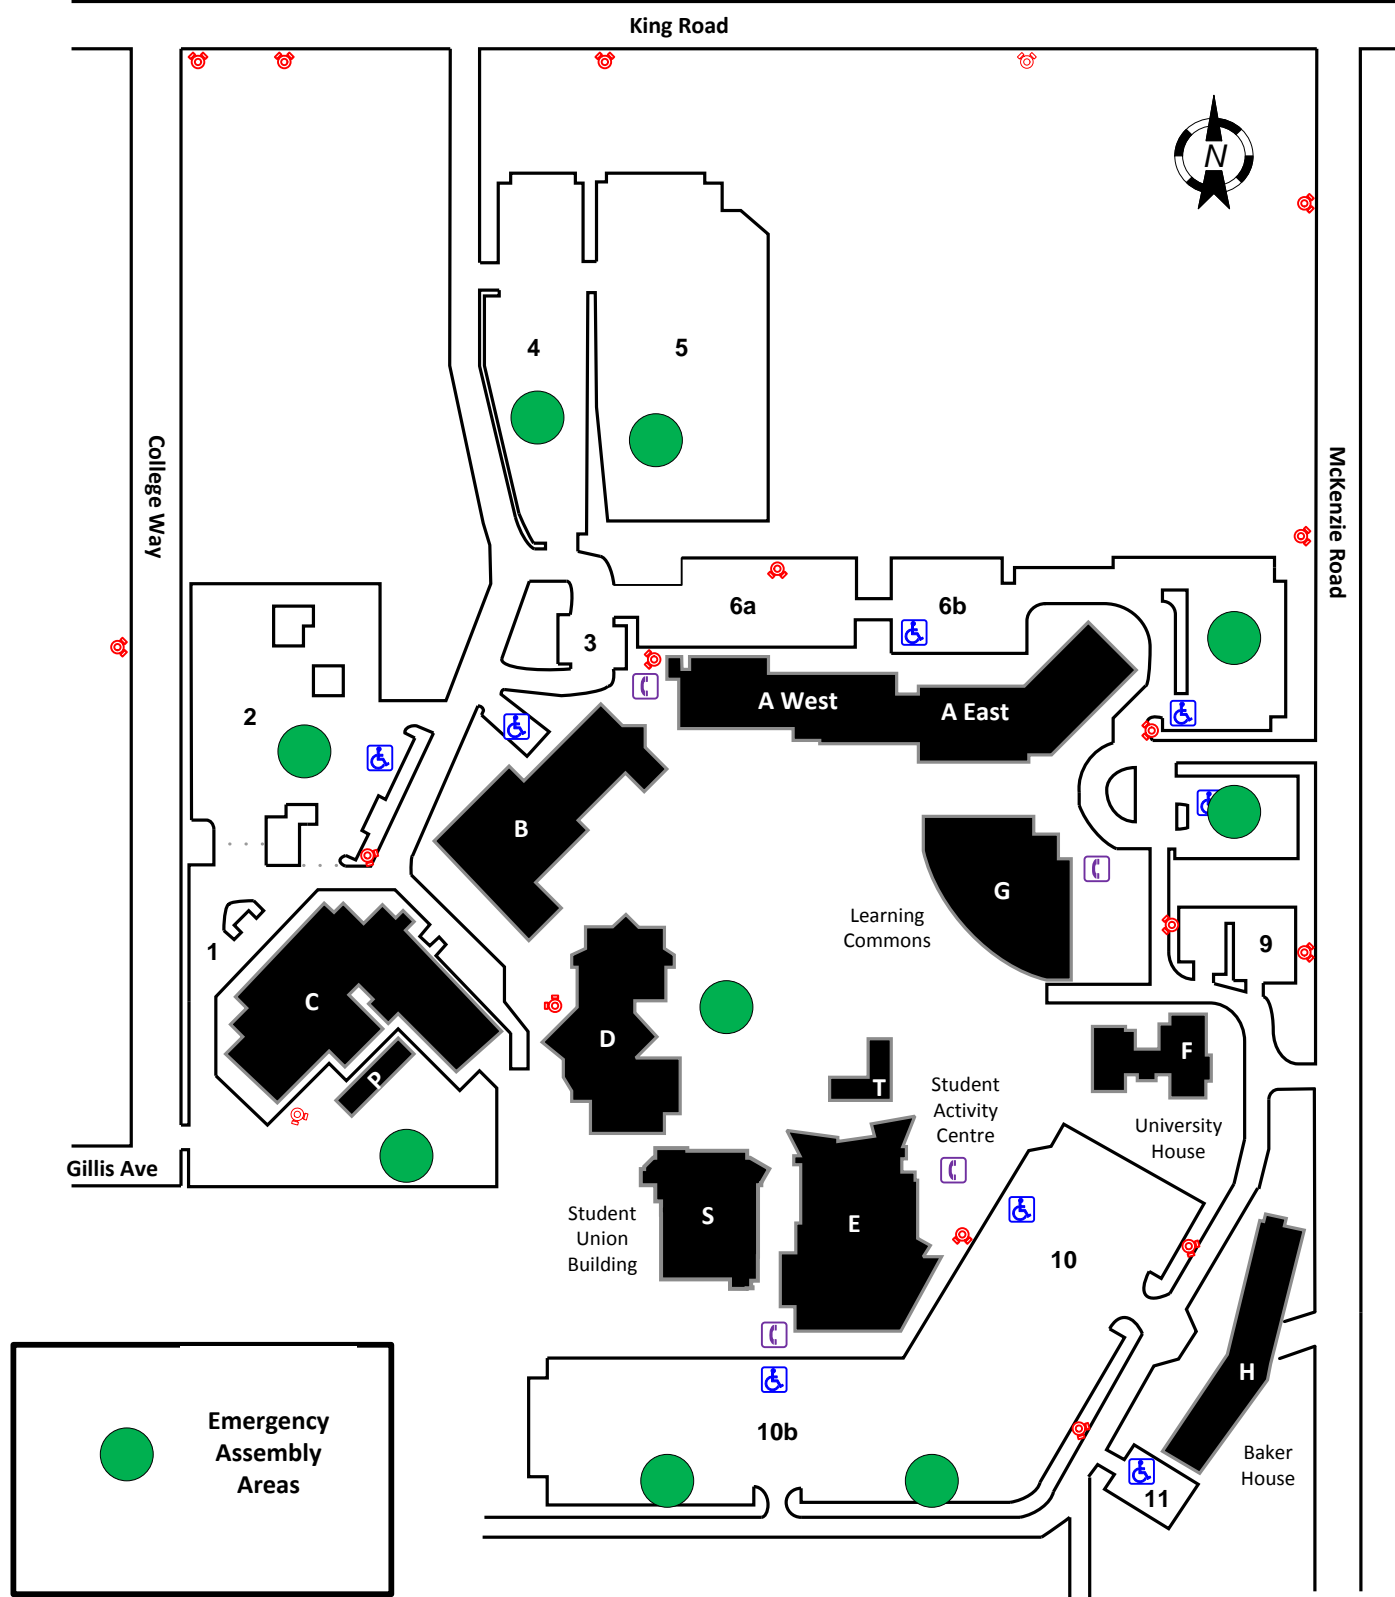 King Road
N
4
5
College Way
McKenzie Road
6a
6b
3
2
A West
A East
B
G
Learning
Commons
9
1
C
D
P
F
T
Student
Activity
Centre
University
House
Gillis Ave
S
E
Student
Union
Building
10
H
Emergency
Assembly
Areas
10b
Baker
House
11